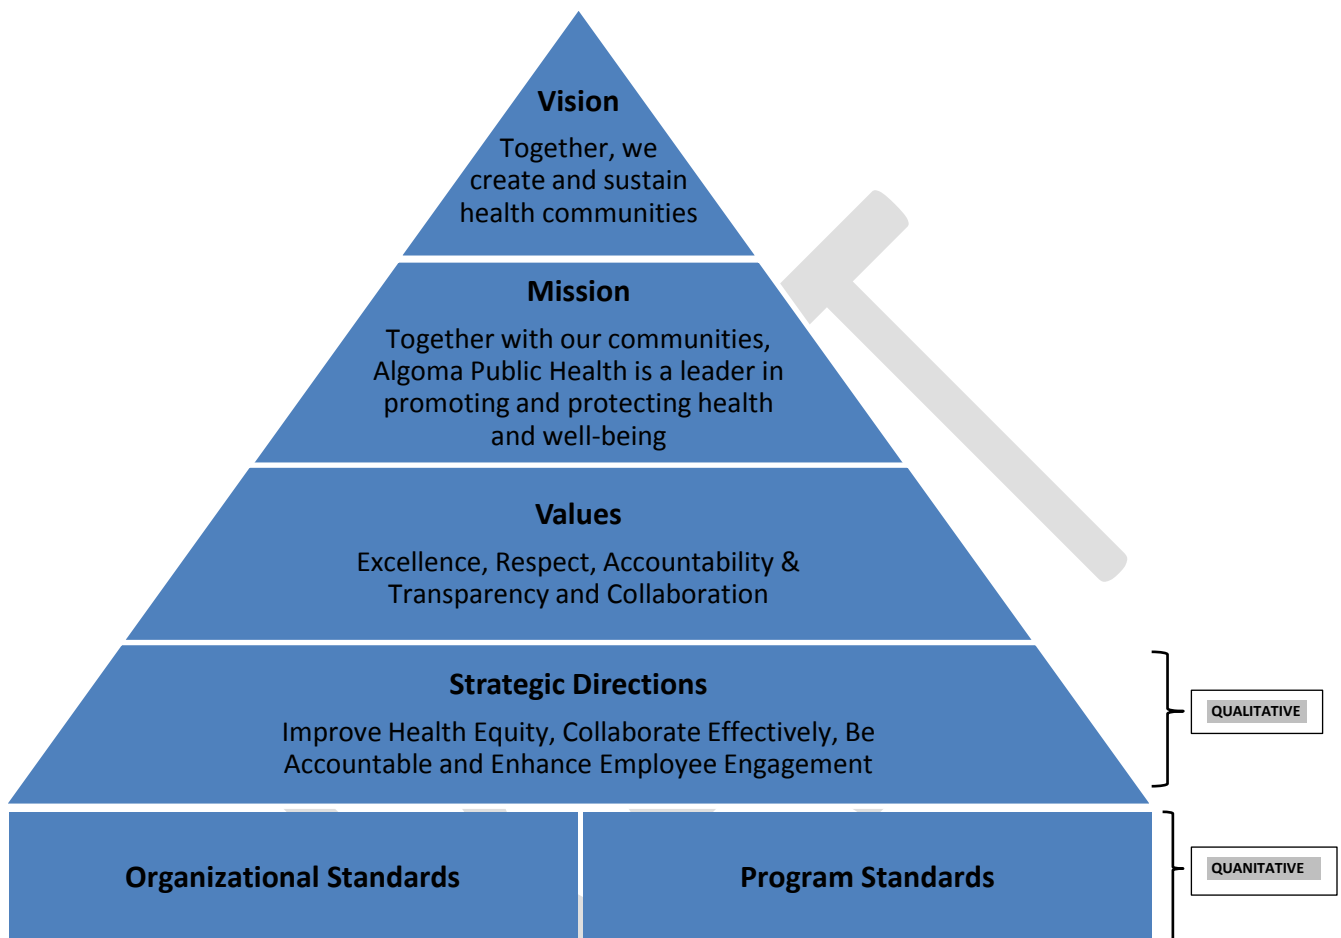 Vision
Together, we
create and sustain
health communities
Mission
Together with our communities,
Algoma Public Health is a leader in
promoting and protecting health
and well-being
Values
Excellence, Respect, Accountability &
Transparency and Collaboration
Strategic Directions
Improve Health Equity, Collaborate Effectively, Be
Accountable and Enhance Employee Engagement
QUALITATIVE
Organizational Standards
Program Standards
QUANITATIVE